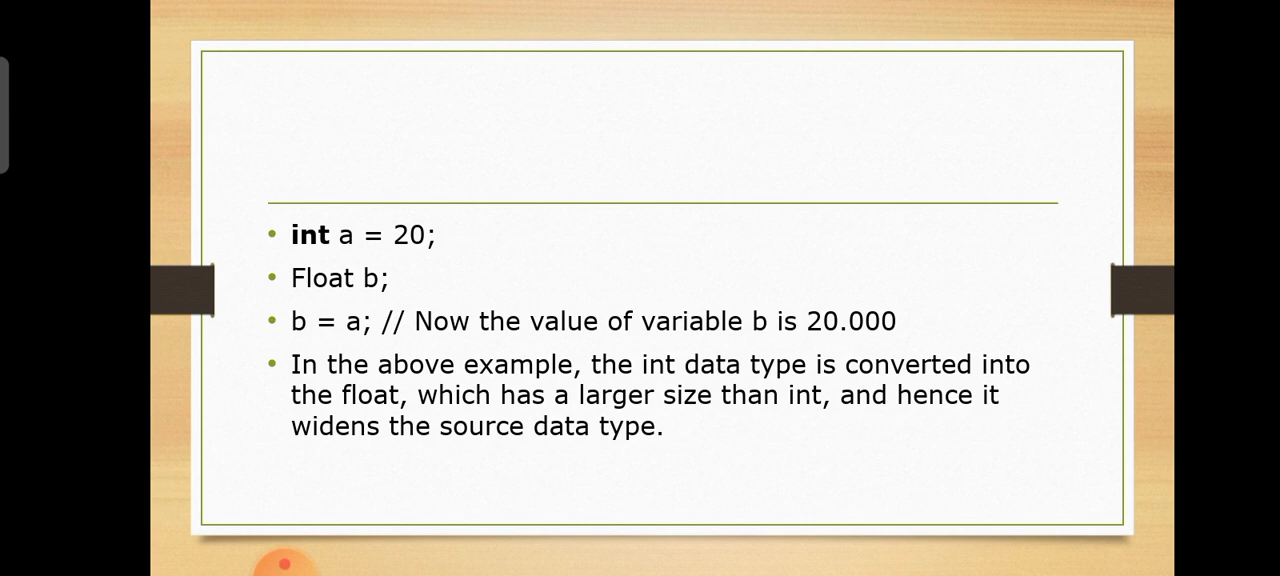 • int a = 20;
• Float b;
• b = a; // Now the value of variable b is 20.000
• In the above example, the int data type is converted into
the float, which has a larger size than int, and hence it
widens the source data type.